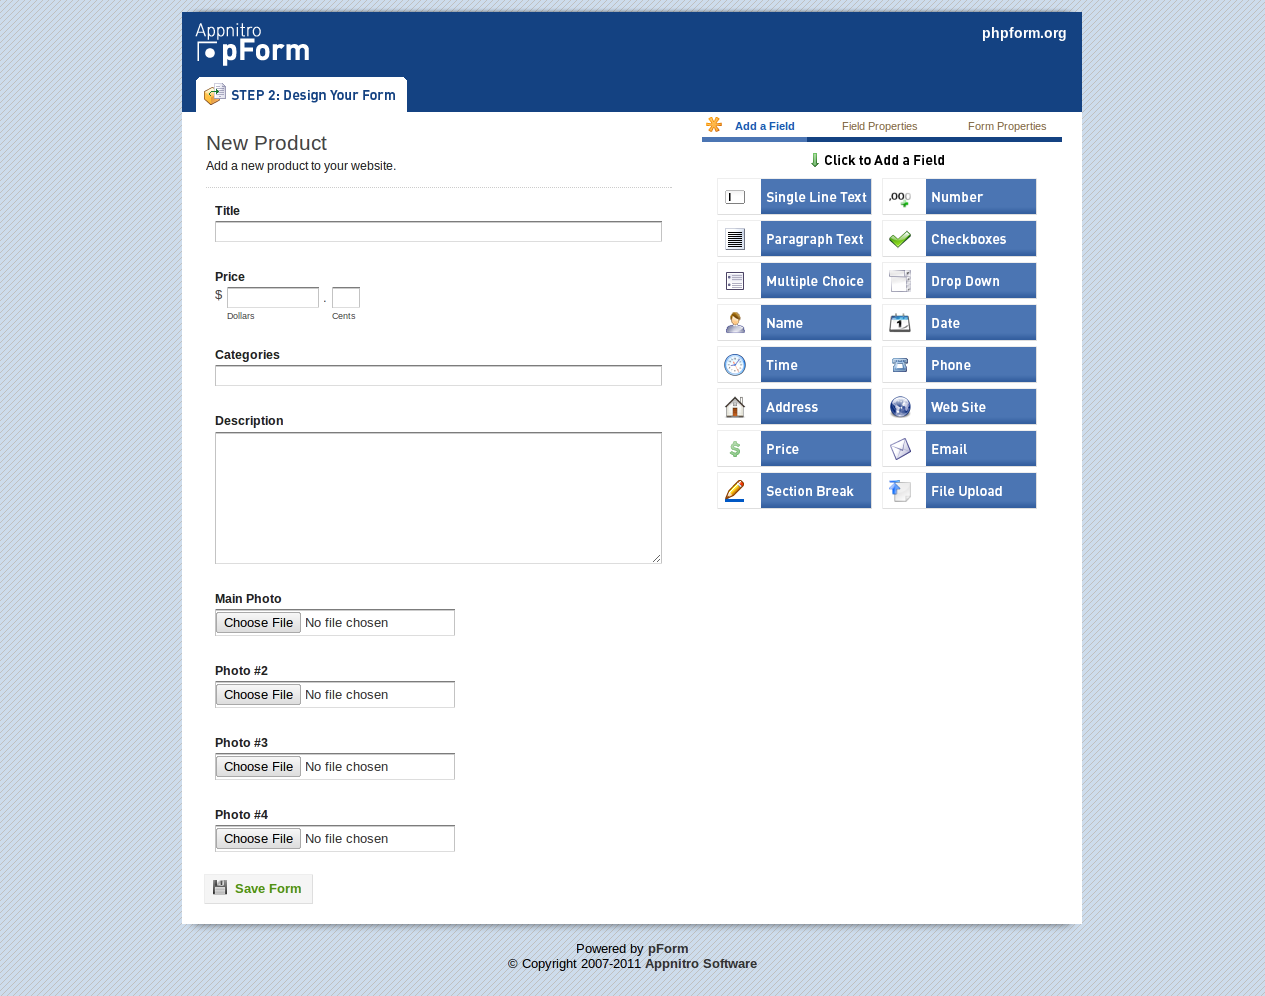 Appnitro
pForm
phpform.org
STEP 2: Design Your Form
New Product
Add a new product to your website.
Title
Price
$ .
Dollars Cents
Categories
Description
Main Photo
Choose File No file chosen
Photo #2
Choose File No file chosen
Photo #3
Choose File No file chosen
Photo #4
Choose File No file chosen
Save Form
Add a Field Field Properties Form Properties
Click to Add a Field
Single Line Text Number
Paragraph Text Checkboxes
Multiple Choice Drop Down
Name Date
Time Phone
Address Web Site
Price Email
Section Break File Upload
Powered by pForm
© Copyright 2007-2011 Appnitro Software